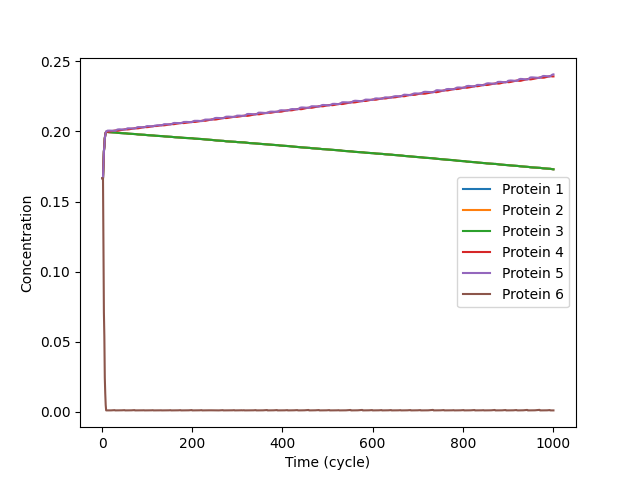 0.25
0.20
0.15
0.10
0.05
0.00
Concentration
Protein 1
Protein 2
Protein 3
Protein 4
Protein 5
Protein 6
0 200 400 600 800 1000
Time (cycle)